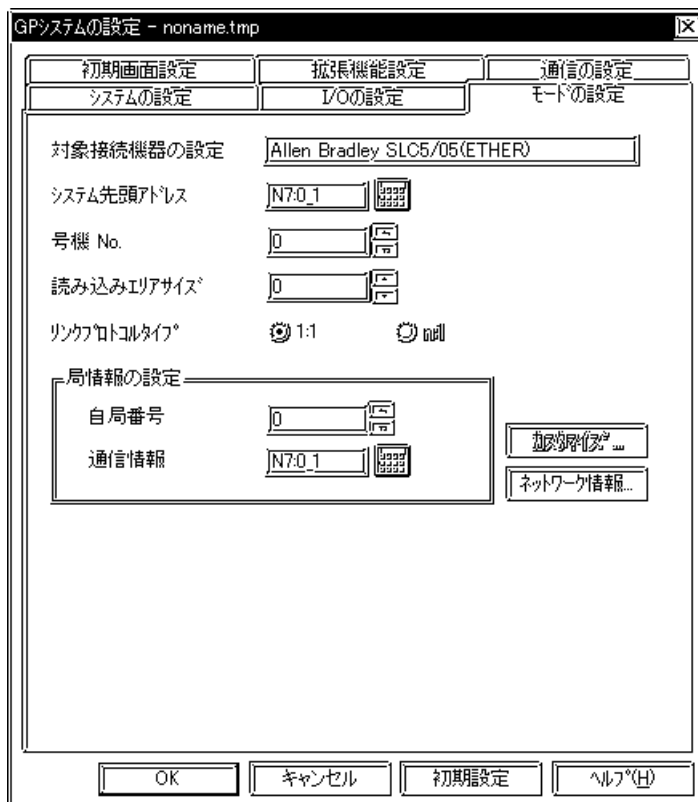 GPシステムの設定 - noname.tmp
初期画面設定 拡張機能設定 通信の設定
システムの設定 I/Oの設定 モードの設定
対象接続機器の設定 Allen Bradley SLC5/05(ETHER)
システム先頭アドレス N7:0_1
号機 No. 0
読み込みエリアサイズ 0
リンクプロトコルタイプ 1:1 n:1
局情報の設定
自局番号 0
通信情報 N7:0_1
カスタマイズ...
ネットワーク情報...
OK キャンセル 初期設定 ヘルプ(H)